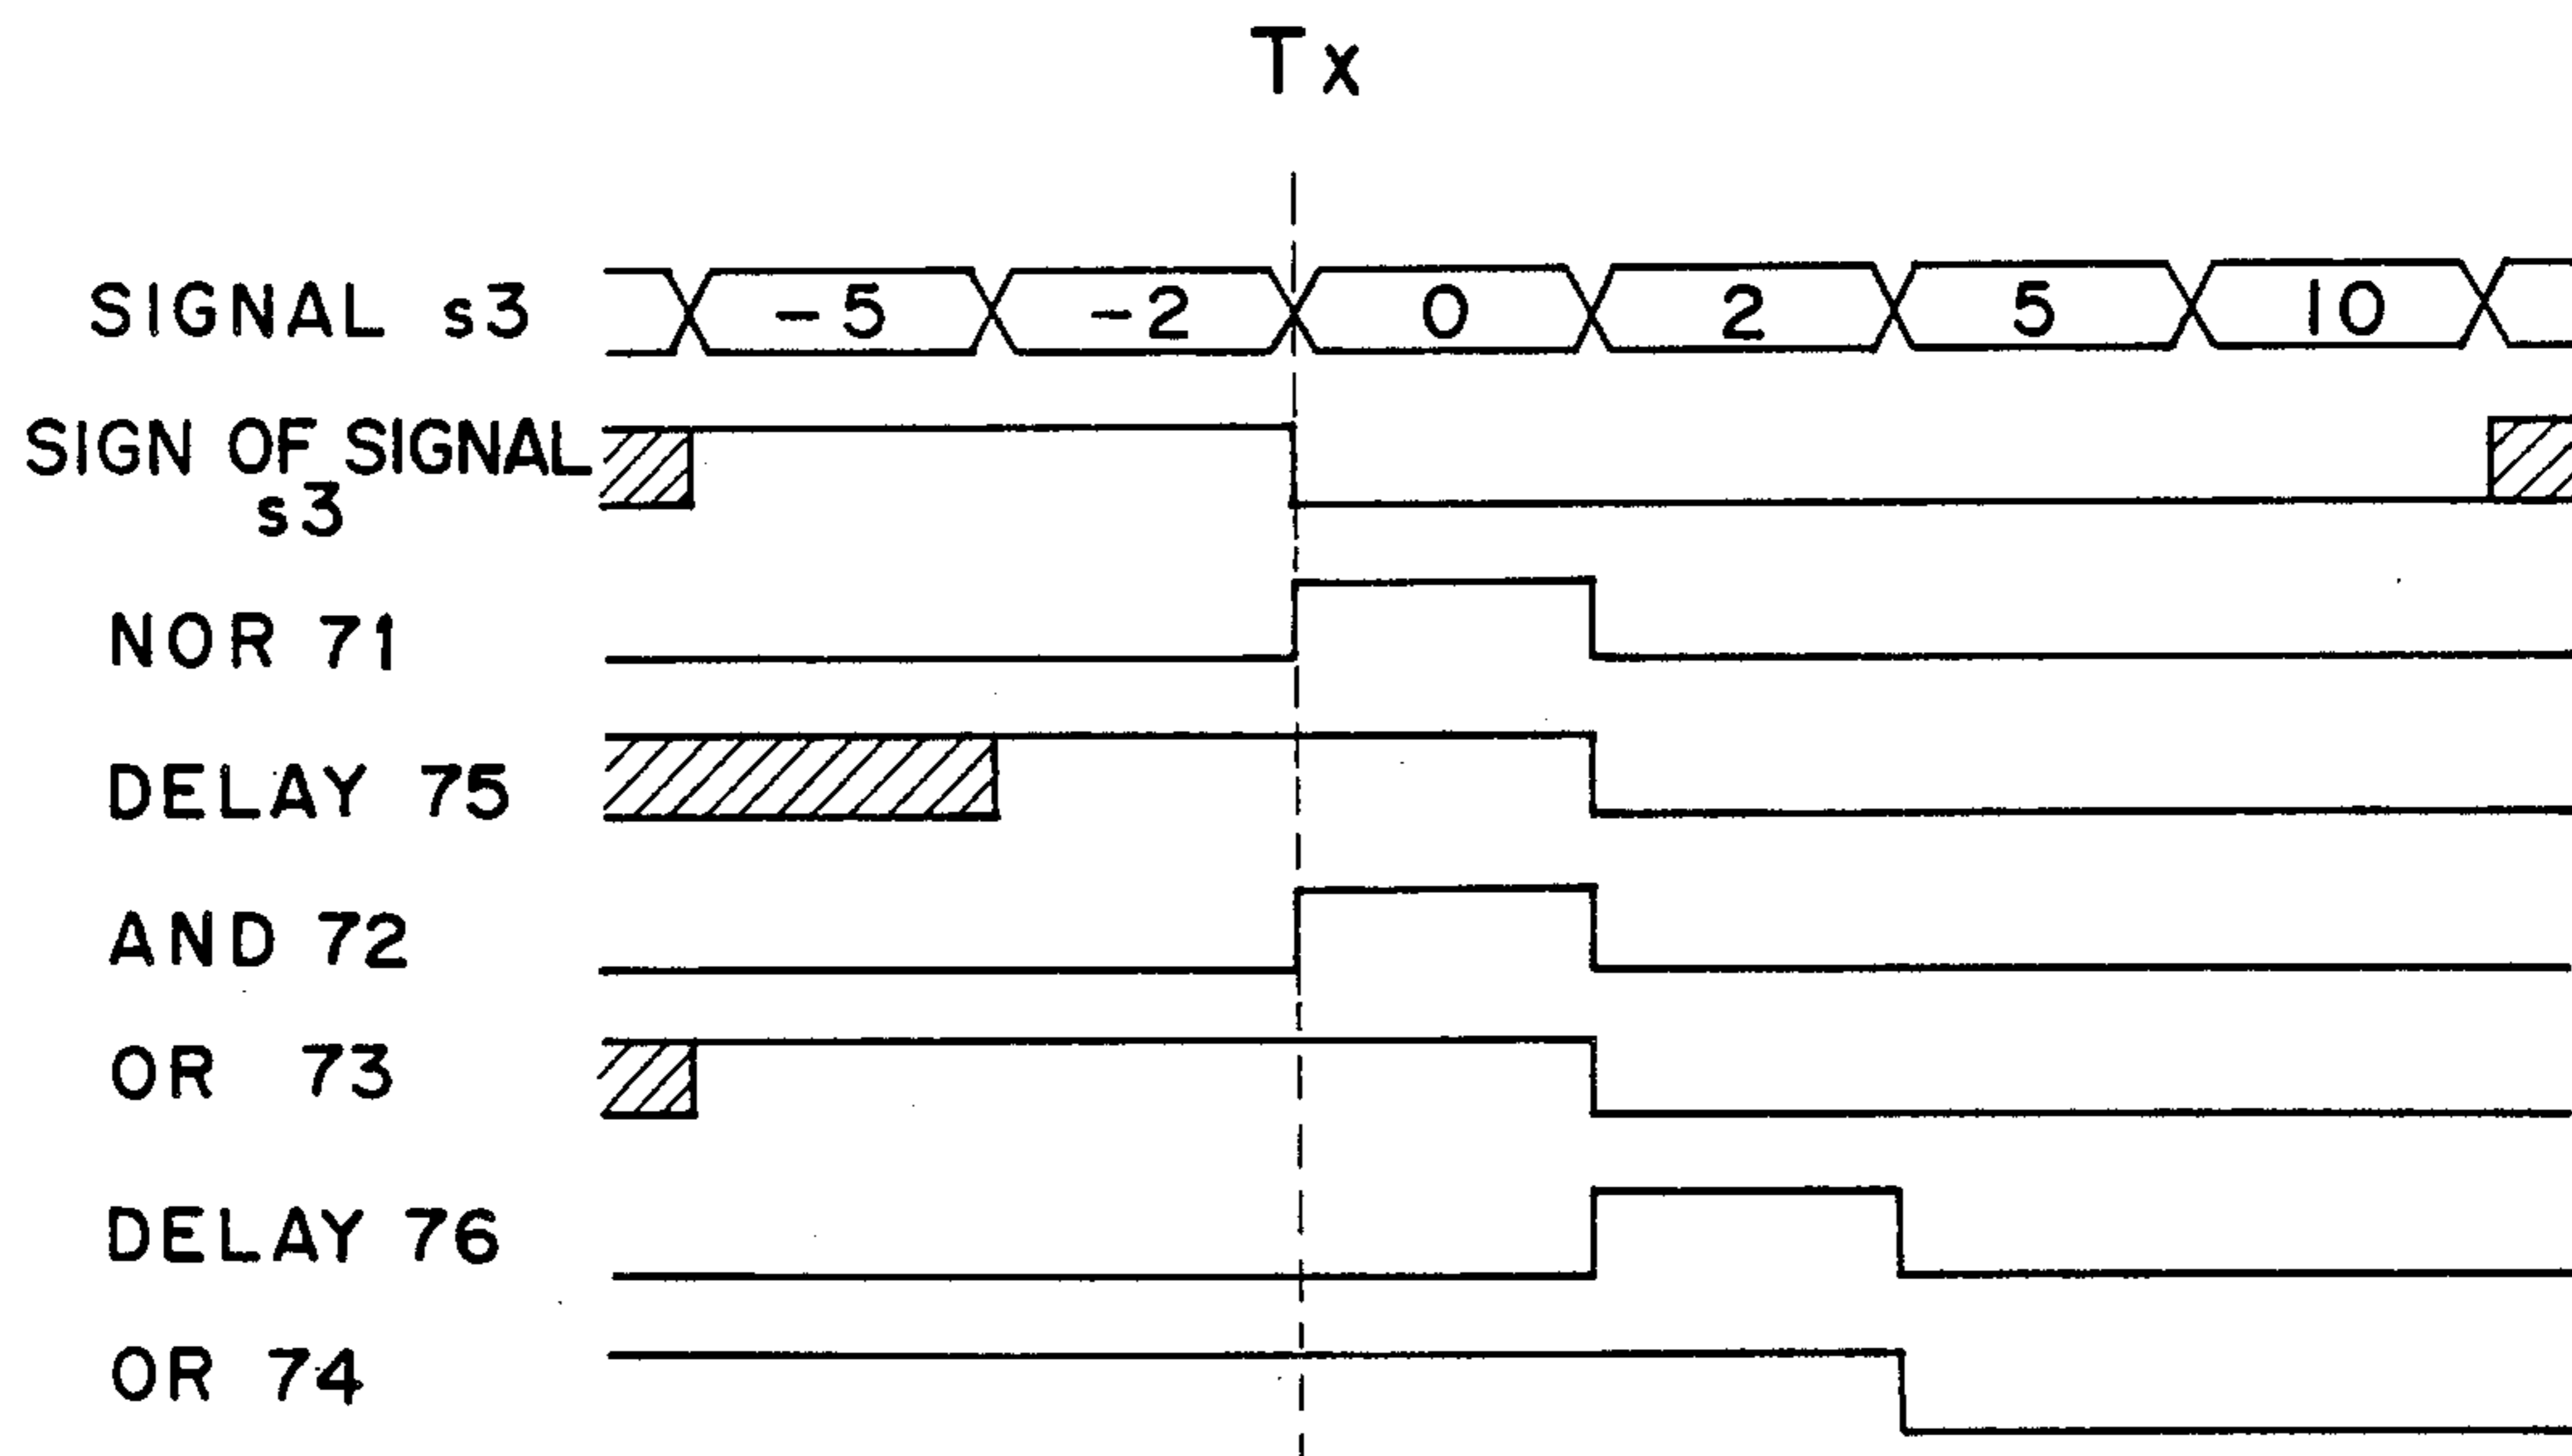 Tx
SIGNAL s3 -5 -2 0 2 5 10
SIGN OF SIGNAL
s3
NOR 71
DELAY 75
AND 72
OR 73
DELAY 76
OR 74